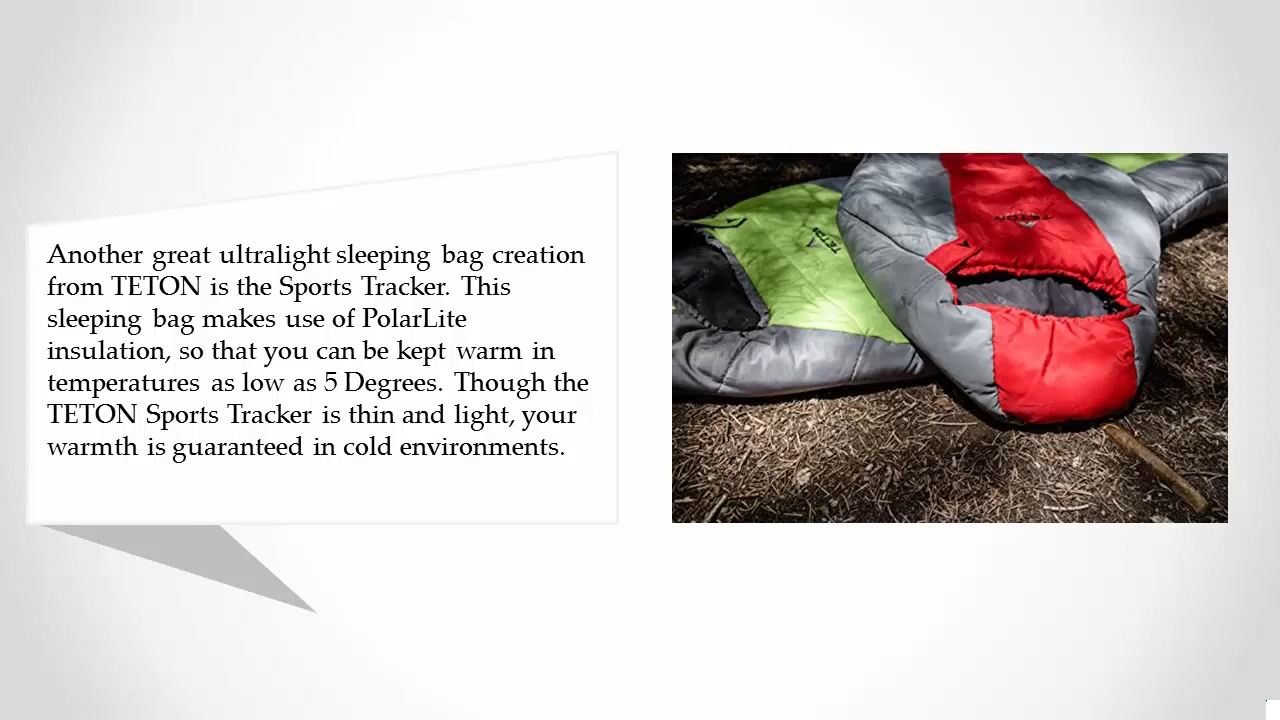 Another great ultralight sleeping bag creation
from TETON is the Sports Tracker. This
sleeping bag makes use of PolarLite
insulation, so that you can be kept warm in
temperatures as low as 5 Degrees. Though the
TETON Sports Tracker is thin and light, your
warmth is guaranteed in cold environments.
TETON
TETON